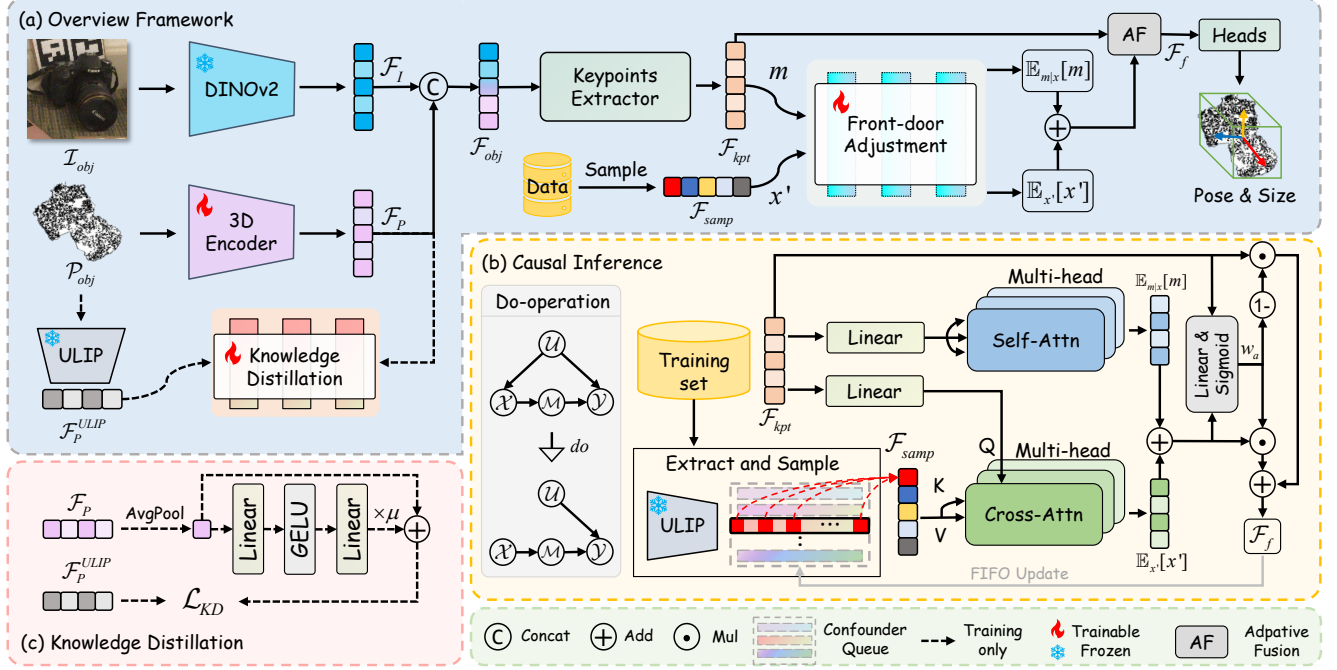 (a) Overview Framework
DINOv2
𝓕_I
C
𝓕_obj
Keypoints
Extractor
𝓕_kpt
m
Front-door
Adjustment
𝔼_{m|x}[m]
+
𝔼_{x'}[x']
AF
𝓕_f
Heads
Pose & Size
𝓘_obj
Data
Sample
𝓕_samp
x'
𝓟_obj
3D
Encoder
𝓕_P
ULIP
𝓕_P^{ULIP}
Knowledge
Distillation
(b) Causal Inference
Do-operation
𝓤
𝓧
𝓜
𝓨
do
𝓤
𝓧
𝓜
𝓨
Training
set
𝓕_kpt
Linear
Linear
Multi-head
Self-Attn
𝔼_{m|x}[m]
Linear &
Sigmoid
w_a
1-
Extract and Sample
ULIP
...
𝓕_samp
Q
K
V
Multi-head
Cross-Attn
𝔼_{x'}[x']
+
+
𝓕_f
FIFO Update
𝓕_P
AvgPool
Linear
GELU
Linear
×μ
+
𝓕_P^{ULIP}
𝓛_KD
(c) Knowledge Distillation
C Concat
+ Add
Mul
Confounder
Queue
Training
only
Trainable
Frozen
AF
Adpative
Fusion